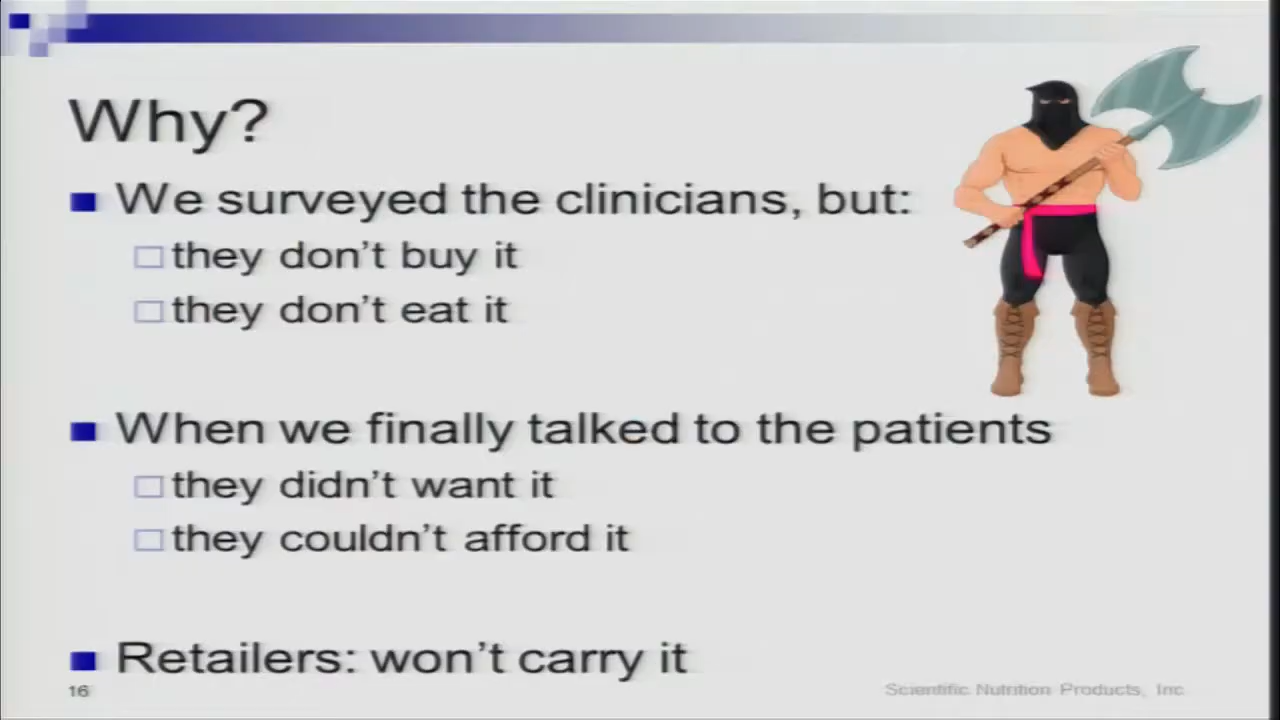 Why?
We surveyed the clinicians, but:
they don't buy it
they don't eat it
When we finally talked to the patients
they didn't want it
they couldn't afford it
Retailers: won't carry it
16
Scientific Nutrition Products, Inc